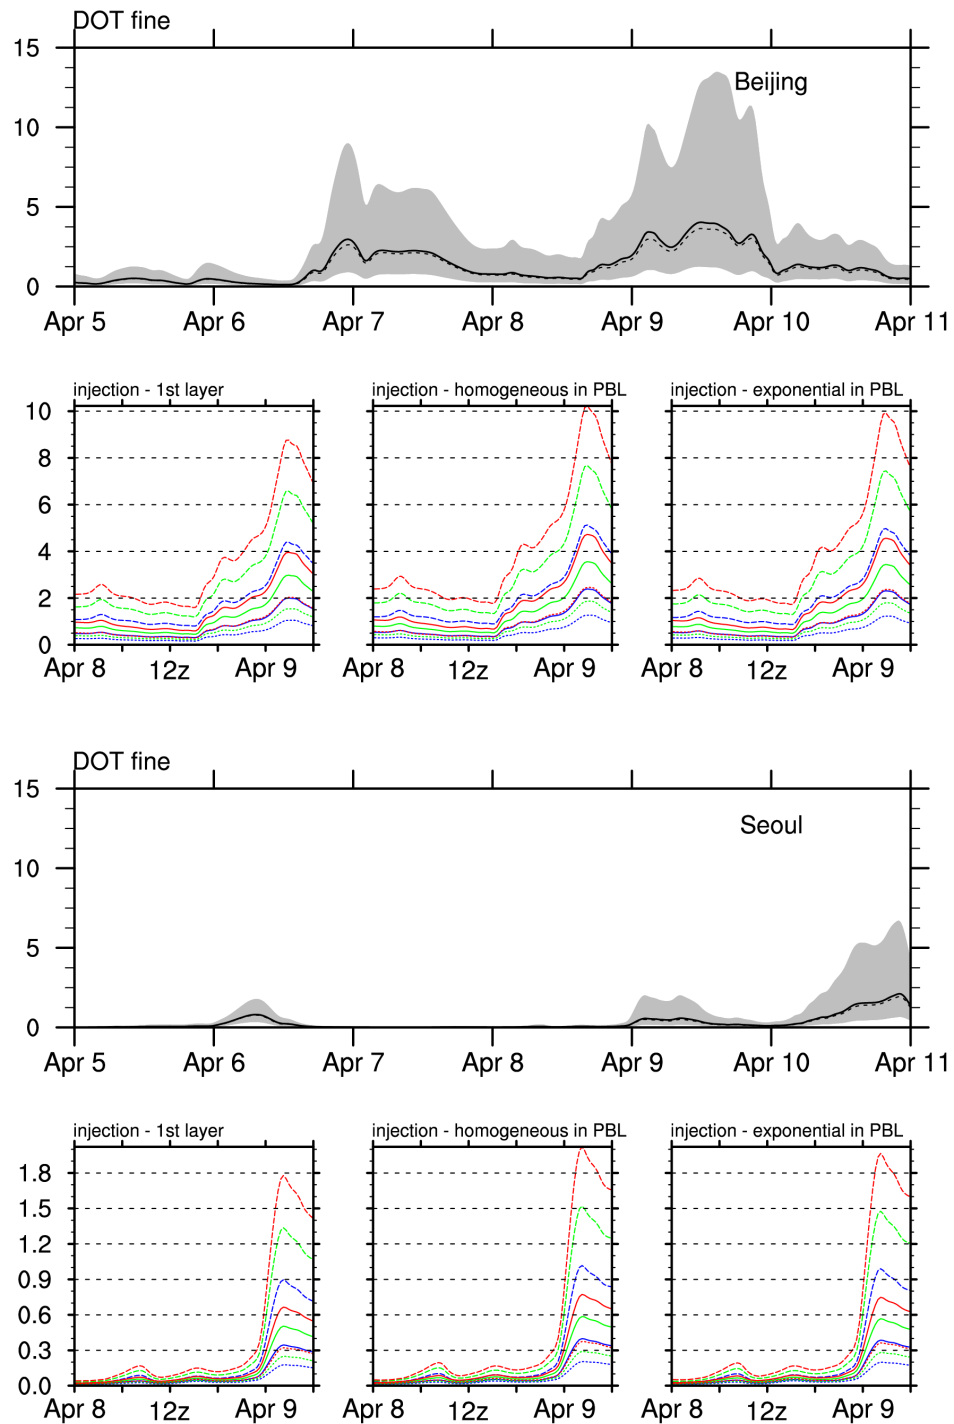 DOT fine
15
Beijing
10
5
0
Apr 5 Apr 6 Apr 7 Apr 8 Apr 9 Apr 10 Apr 11
injection - 1st layer injection - homogeneous in PBL injection - exponential in PBL
10
8
6
4
2
0
Apr 8 12z Apr 9 Apr 8 12z Apr 9 Apr 8 12z Apr 9
DOT fine
15
Seoul
10
5
0
Apr 5 Apr 6 Apr 7 Apr 8 Apr 9 Apr 10 Apr 11
injection - 1st layer injection - homogeneous in PBL injection - exponential in PBL
1.8
1.5
1.2
0.9
0.6
0.3
0.0
Apr 8 12z Apr 9 Apr 8 12z Apr 9 Apr 8 12z Apr 9